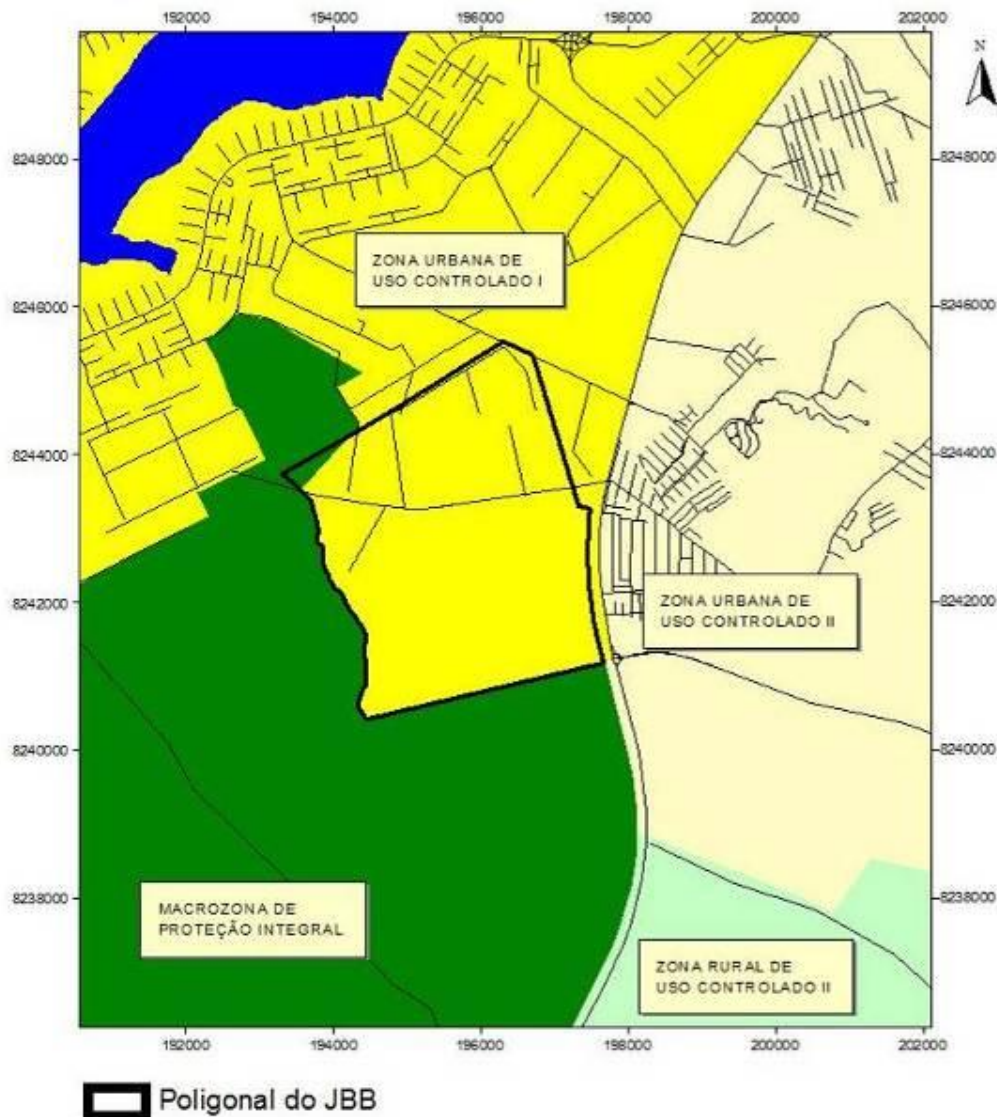 192000 194000 196000 198000 200000 202000
N
8248000 8248000
ZONA URBANA DE
USO CONTROLADO I
8246000 8246000
8244000 8244000
8242000 8242000
ZONA URBANA DE
USO CONTROLADO II
8240000 8240000
8238000 8238000
MACROZONA DE
PROTEÇÃO INTEGRAL
ZONA RURAL DE
USO CONTROLADO II
192000 194000 196000 198000 200000 202000
Poligonal do JBB